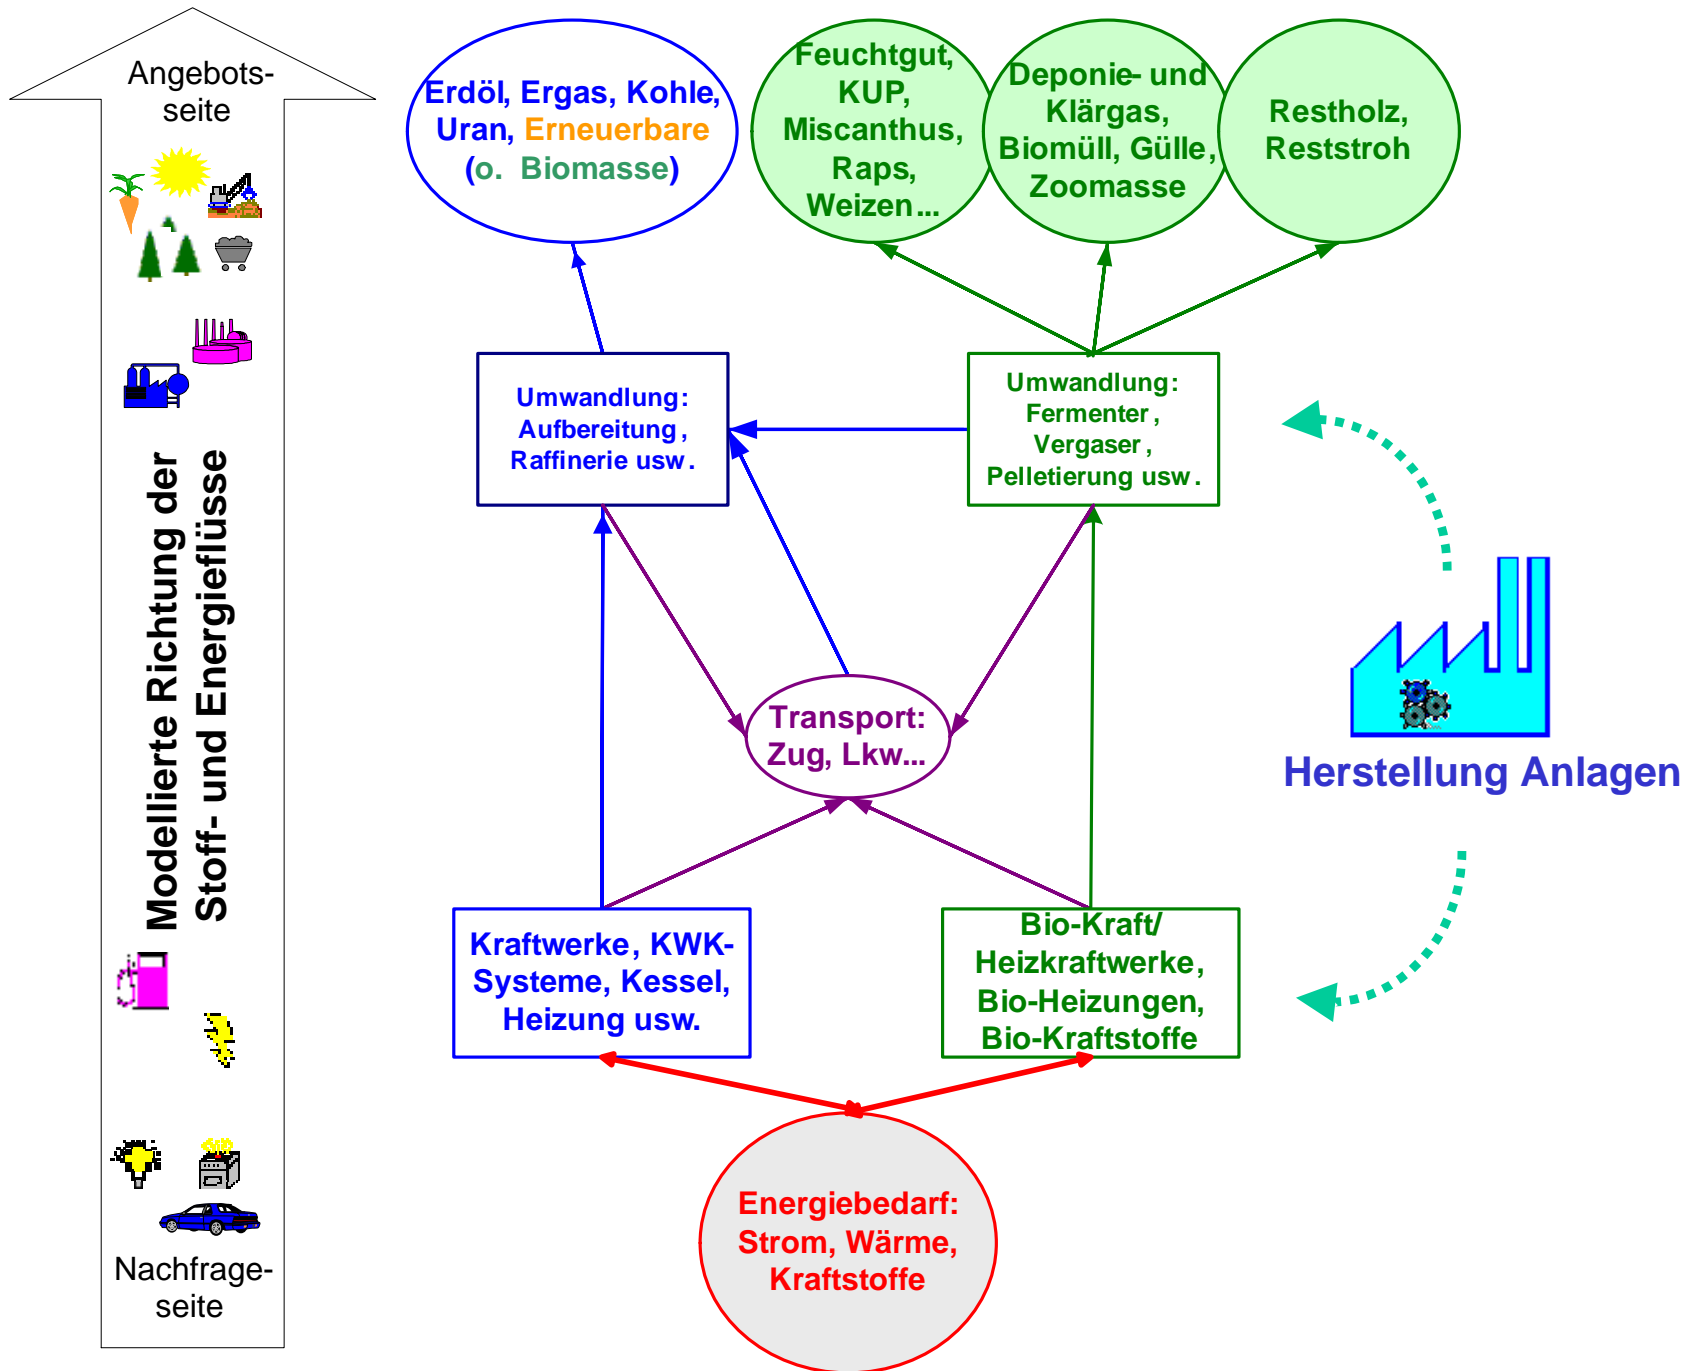 Angebots-
seite
Modellierte Richtung der
Stoff- und Energieflüsse
Nachfrage-
seite
Erdöl, Ergas, Kohle,
Uran, Erneuerbare
(o. Biomasse)
Feuchtgut,
KUP,
Miscanthus,
Raps,
Weizen...
Deponie- und
Klärgas,
Biomüll, Gülle,
Zoomasse
Restholz,
Reststroh
Umwandlung:
Aufbereitung,
Raffinerie usw.
Umwandlung:
Fermenter,
Vergaser,
Pelletierung usw.
Transport:
Zug, Lkw...
Herstellung Anlagen
Kraftwerke, KWK-
Systeme, Kessel,
Heizung usw.
Bio-Kraft/
Heizkraftwerke,
Bio-Heizungen,
Bio-Kraftstoffe
Energiebedarf:
Strom, Wärme,
Kraftstoffe